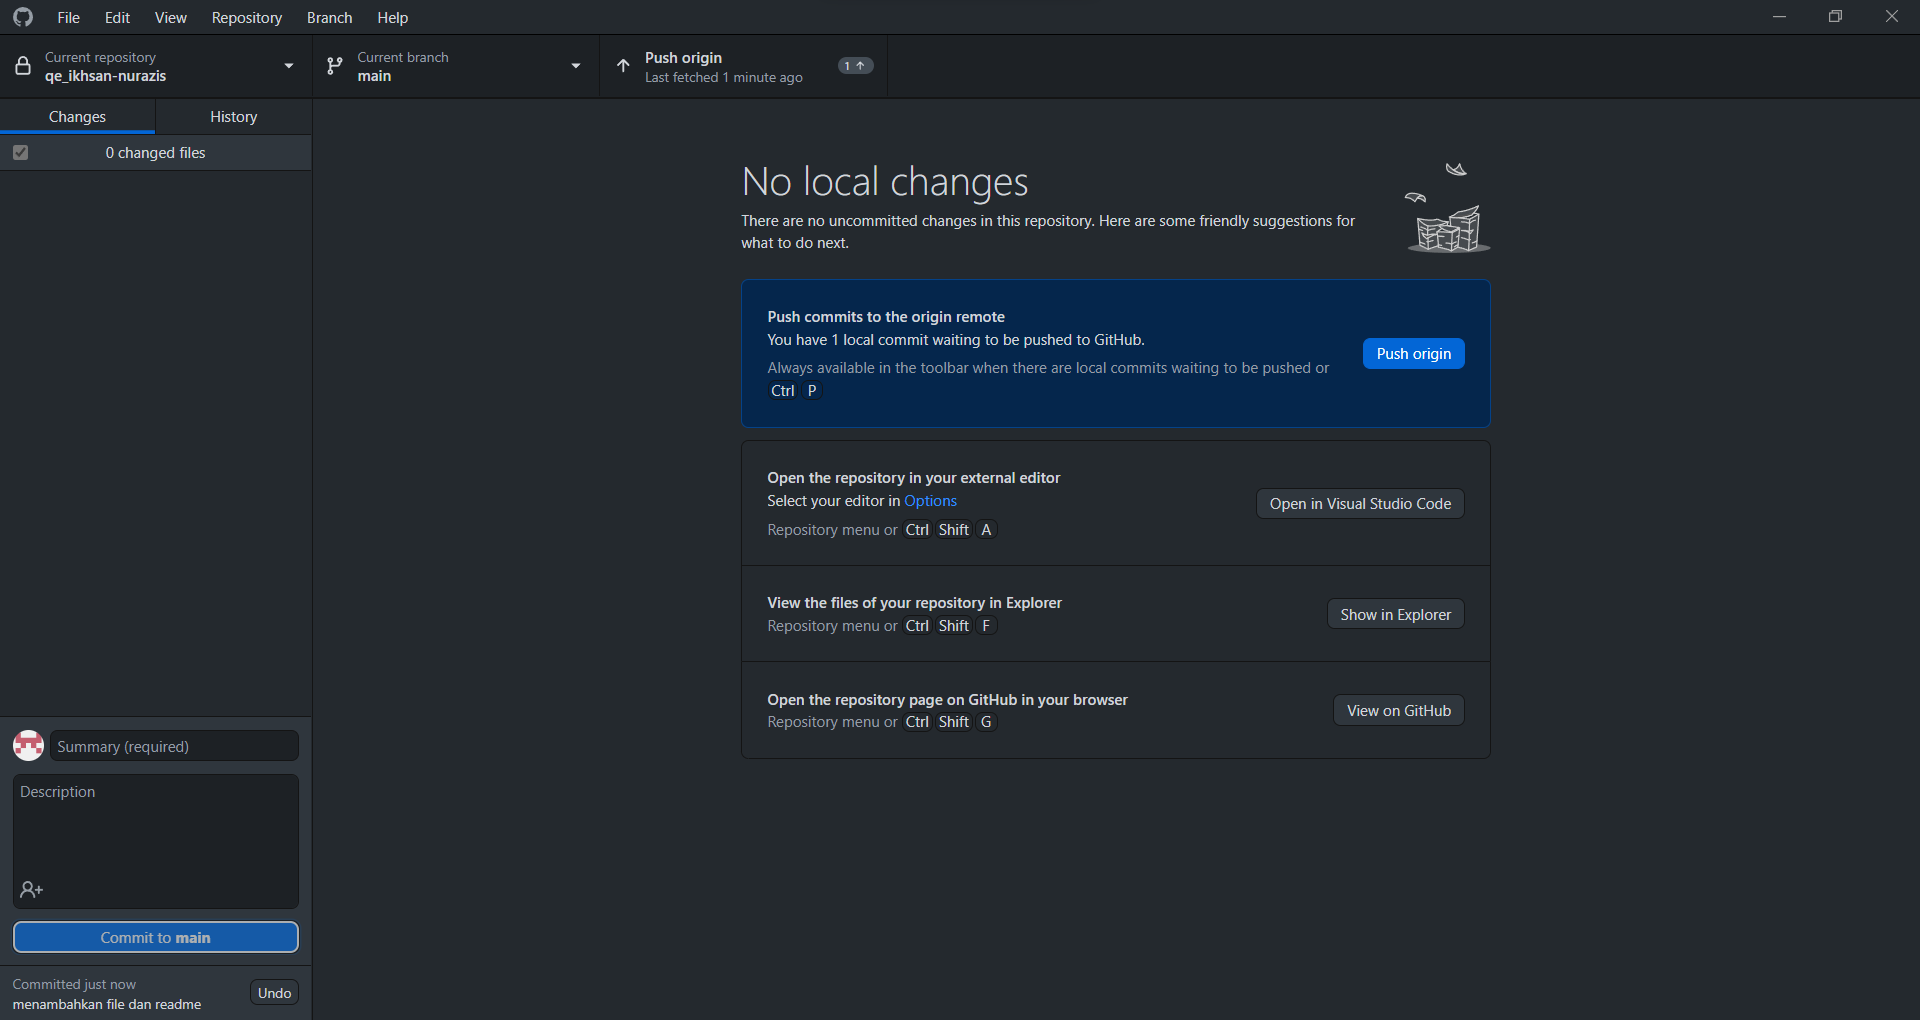 File Edit View Repository Branch Help
Current repository
qe_ikhsan-nurazis
Current branch
main
Push origin
Last fetched 1 minute ago
1
Changes
History
0 changed files
No local changes
There are no uncommitted changes in this repository. Here are some friendly suggestions for
what to do next.
Push commits to the origin remote
You have 1 local commit waiting to be pushed to GitHub.
Always available in the toolbar when there are local commits waiting to be pushed or
Ctrl P
Push origin
Open the repository in your external editor
Select your editor in Options
Repository menu or Ctrl Shift A
Open in Visual Studio Code
View the files of your repository in Explorer
Repository menu or Ctrl Shift F
Show in Explorer
Open the repository page on GitHub in your browser
Repository menu or Ctrl Shift G
View on GitHub
Summary (required)
Description
Commit to main
Committed just now
menambahkan file dan readme
Undo